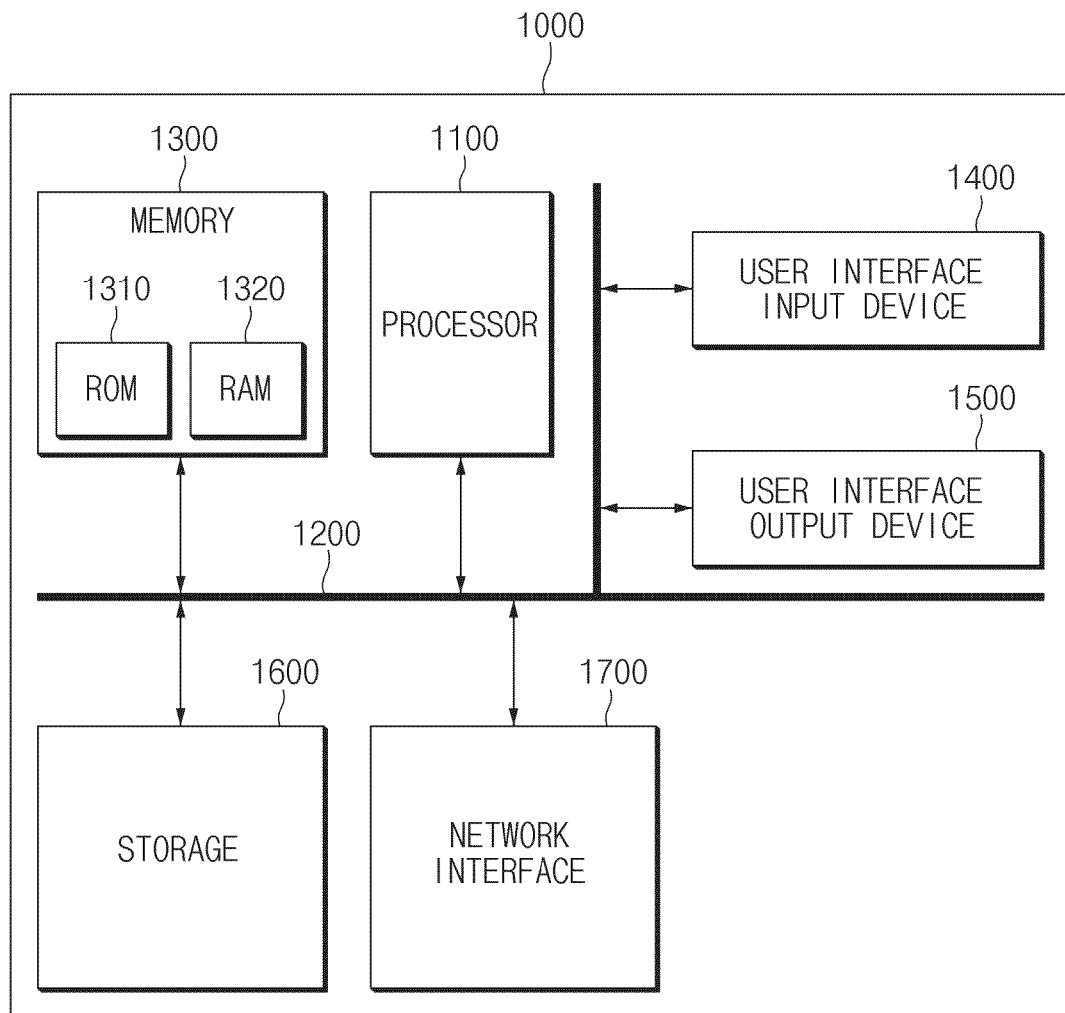 1000
1300
1100
1400
MEMORY
USER INTERFACE
INPUT DEVICE
1310
1320
PROCESSOR
ROM
RAM
1500
USER INTERFACE
OUTPUT DEVICE
1200
1600
1700
STORAGE
NETWORK
INTERFACE